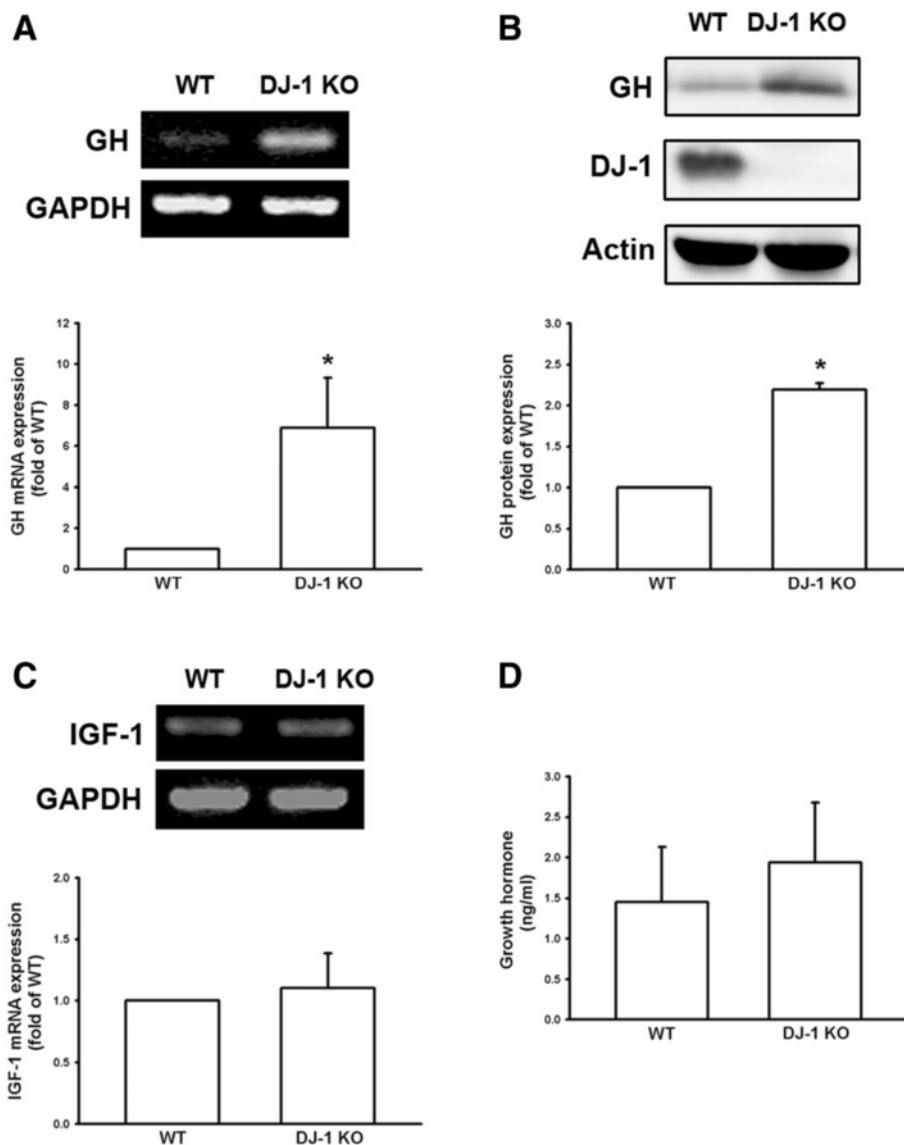 A
WT DJ-1 KO
GH
GAPDH
12
10
8
6
4
2
0
*
GH mRNA expression
(fold of WT)
WT DJ-1 KO
B
WT DJ-1 KO
GH
DJ-1
Actin
3.0
2.5
2.0
1.5
1.0
0.5
0.0
*
GH protein expression
(fold of WT)
WT DJ-1 KO
C
WT DJ-1 KO
IGF-1
GAPDH
2.0
1.5
1.0
0.5
0.0
IGF-1 mRNA expression
(fold of WT)
WT DJ-1 KO
D
3.0
2.5
2.0
1.5
1.0
0.5
0.0
Growth hormone
(ng/ml)
WT DJ-1 KO